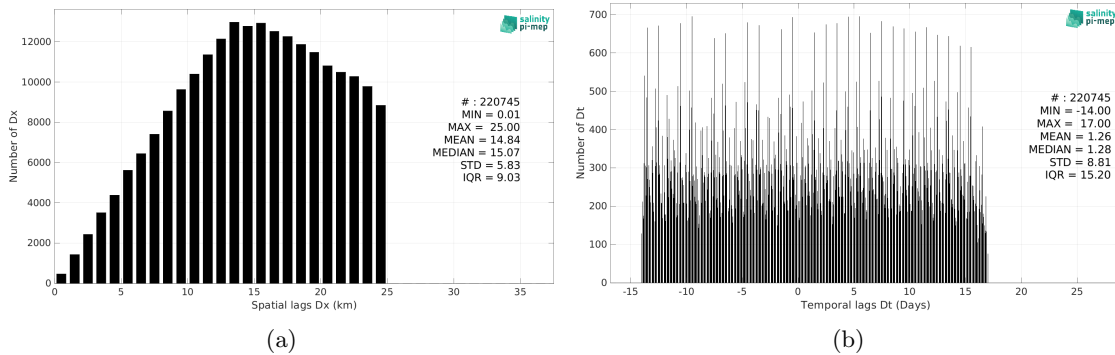 salinity
pi-mep
12000
10000
8000
6000
4000
2000
0
Number of Dx
# : 220745
MIN = 0.01
MAX = 25.00
MEAN = 14.84
MEDIAN = 15.07
STD = 5.83
IQR = 9.03
0 5 10 15 20 25 30 35
Spatial lags Dx (km)
(a)
salinity
pi-mep
700
600
500
400
300
200
100
0
Number of Dt
# : 220745
MIN = -14.00
MAX = 17.00
MEAN = 1.26
MEDIAN = 1.28
STD = 8.81
IQR = 15.20
-15 -10 -5 0 5 10 15 20 25
Temporal lags Dt (Days)
(b)